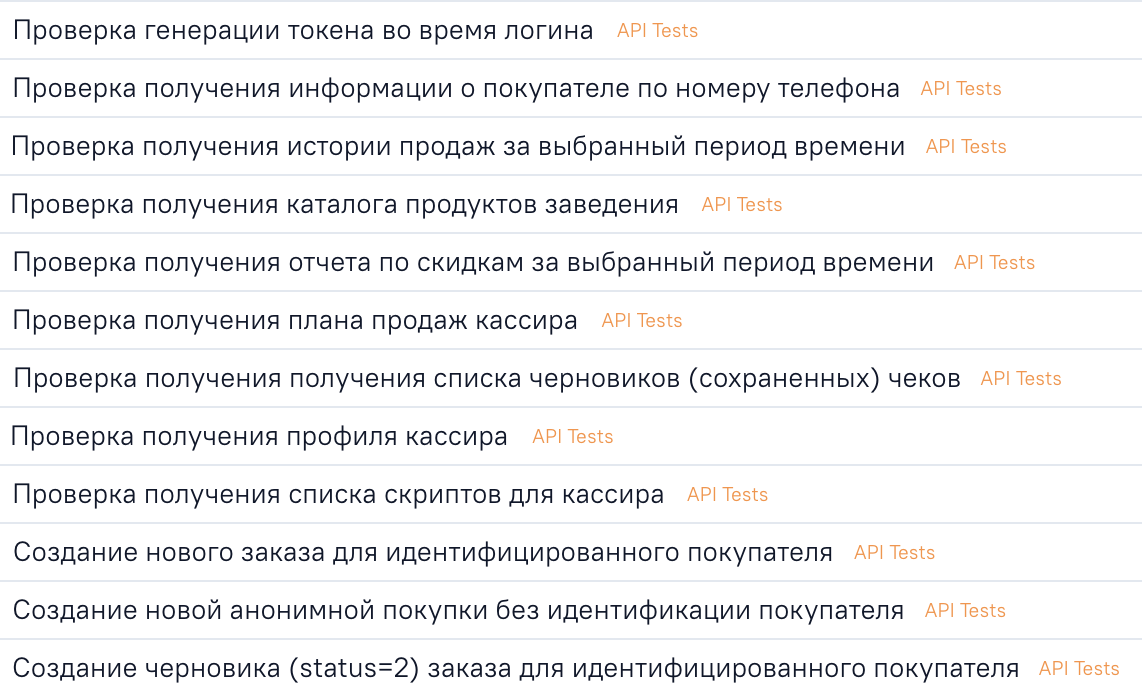 Проверка генерации токена во время логина API Tests
Проверка получения информации о покупателе по номеру телефона API Tests
Проверка получения истории продаж за выбранный период времени API Tests
Проверка получения каталога продуктов заведения API Tests
Проверка получения отчета по скидкам за выбранный период времени API Tests
Проверка получения плана продаж кассира API Tests
Проверка получения получения списка черновиков (сохраненных) чеков API Tests
Проверка получения профиля кассира API Tests
Проверка получения списка скриптов для кассира API Tests
Создание нового заказа для идентифицированного покупателя API Tests
Создание новой анонимной покупки без идентификации покупателя API Tests
Создание черновика (status=2) заказа для идентифицированного покупателя API Tests